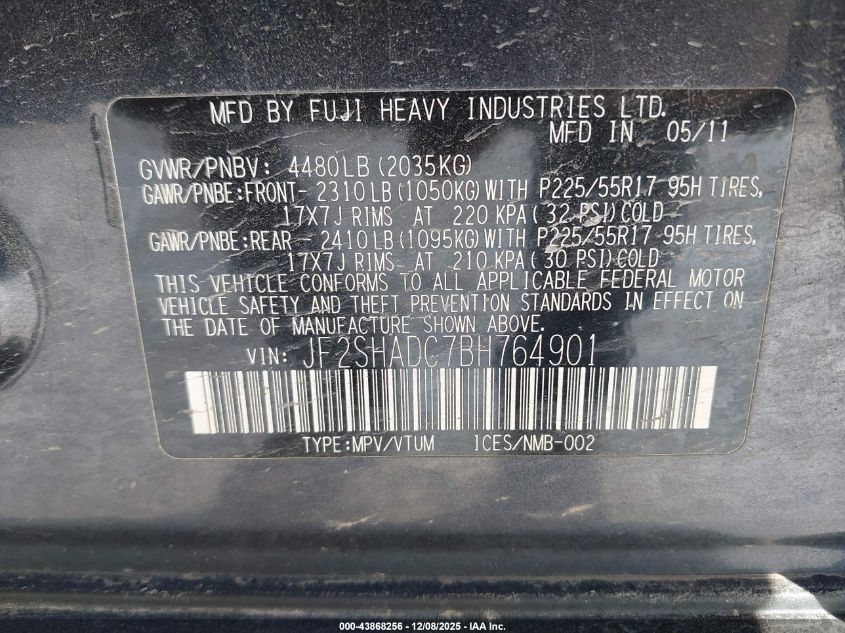 MFD BY FUJI HEAVY INDUSTRIES LTD.
MFD IN 05/11
GVWR/PNBV: 4480LB (2035KG)
GAWR/PNBE:FRONT- 2310LB (1050KG) WITH P225/55R17 95H TIRES,
17X7J RIMS AT 220 KPA( 32 PSI)COLD
GAWR/PNBE:REAR - 2410LB (1095KG) WITH P225/55R17 95H TIRES,
17X7J RIMS AT 210 KPA( 30 PSI)COLD
THIS VEHICLE CONFORMS TO ALL APPLICABLE FEDERAL MOTOR
VEHICLE SAFETY AND THEFT PREVENTION STANDARDS IN EFFECT ON
THE DATE OF MANUFACTURE SHOWN ABOVE.
VIN: JF2SHADC7BH764901
TYPE:MPV/VTUM ICES/NMB-002
000-43868256 - 12/08/2025 - IAA Inc.